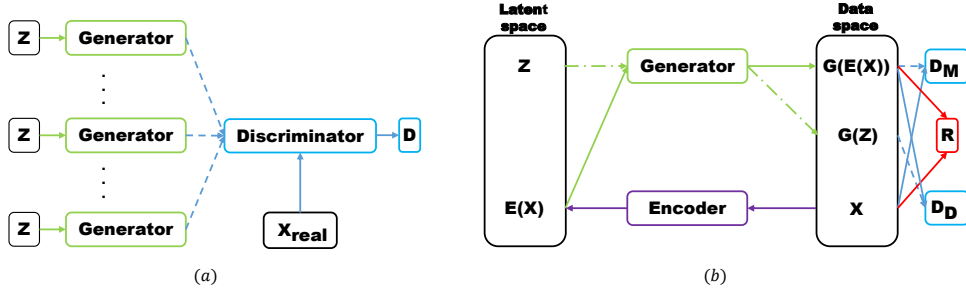 Z Generator
Z Generator Discriminator D
Z Generator
Xreal
(a)
Latent space
Data space
Z
Generator
G(E(X))
DM
G(Z)
R
E(X)
Encoder
X
DD
(b)